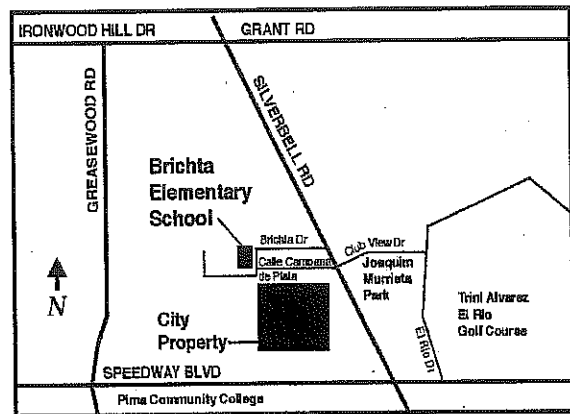 IRONWOOD HILL DR
GRANT RD
GREASEWOOD RD
SILVERBELL RD
Brichta
Elementary
School
Brichta Dr
Calle Campana
de Plata
Club View Dr
Joaquim
Murrieta
Park
Trini Alvarez
El Rio
Golf Course
El Rio Dr
N
City
Property
SPEEDWAY BLVD
Pima Community College